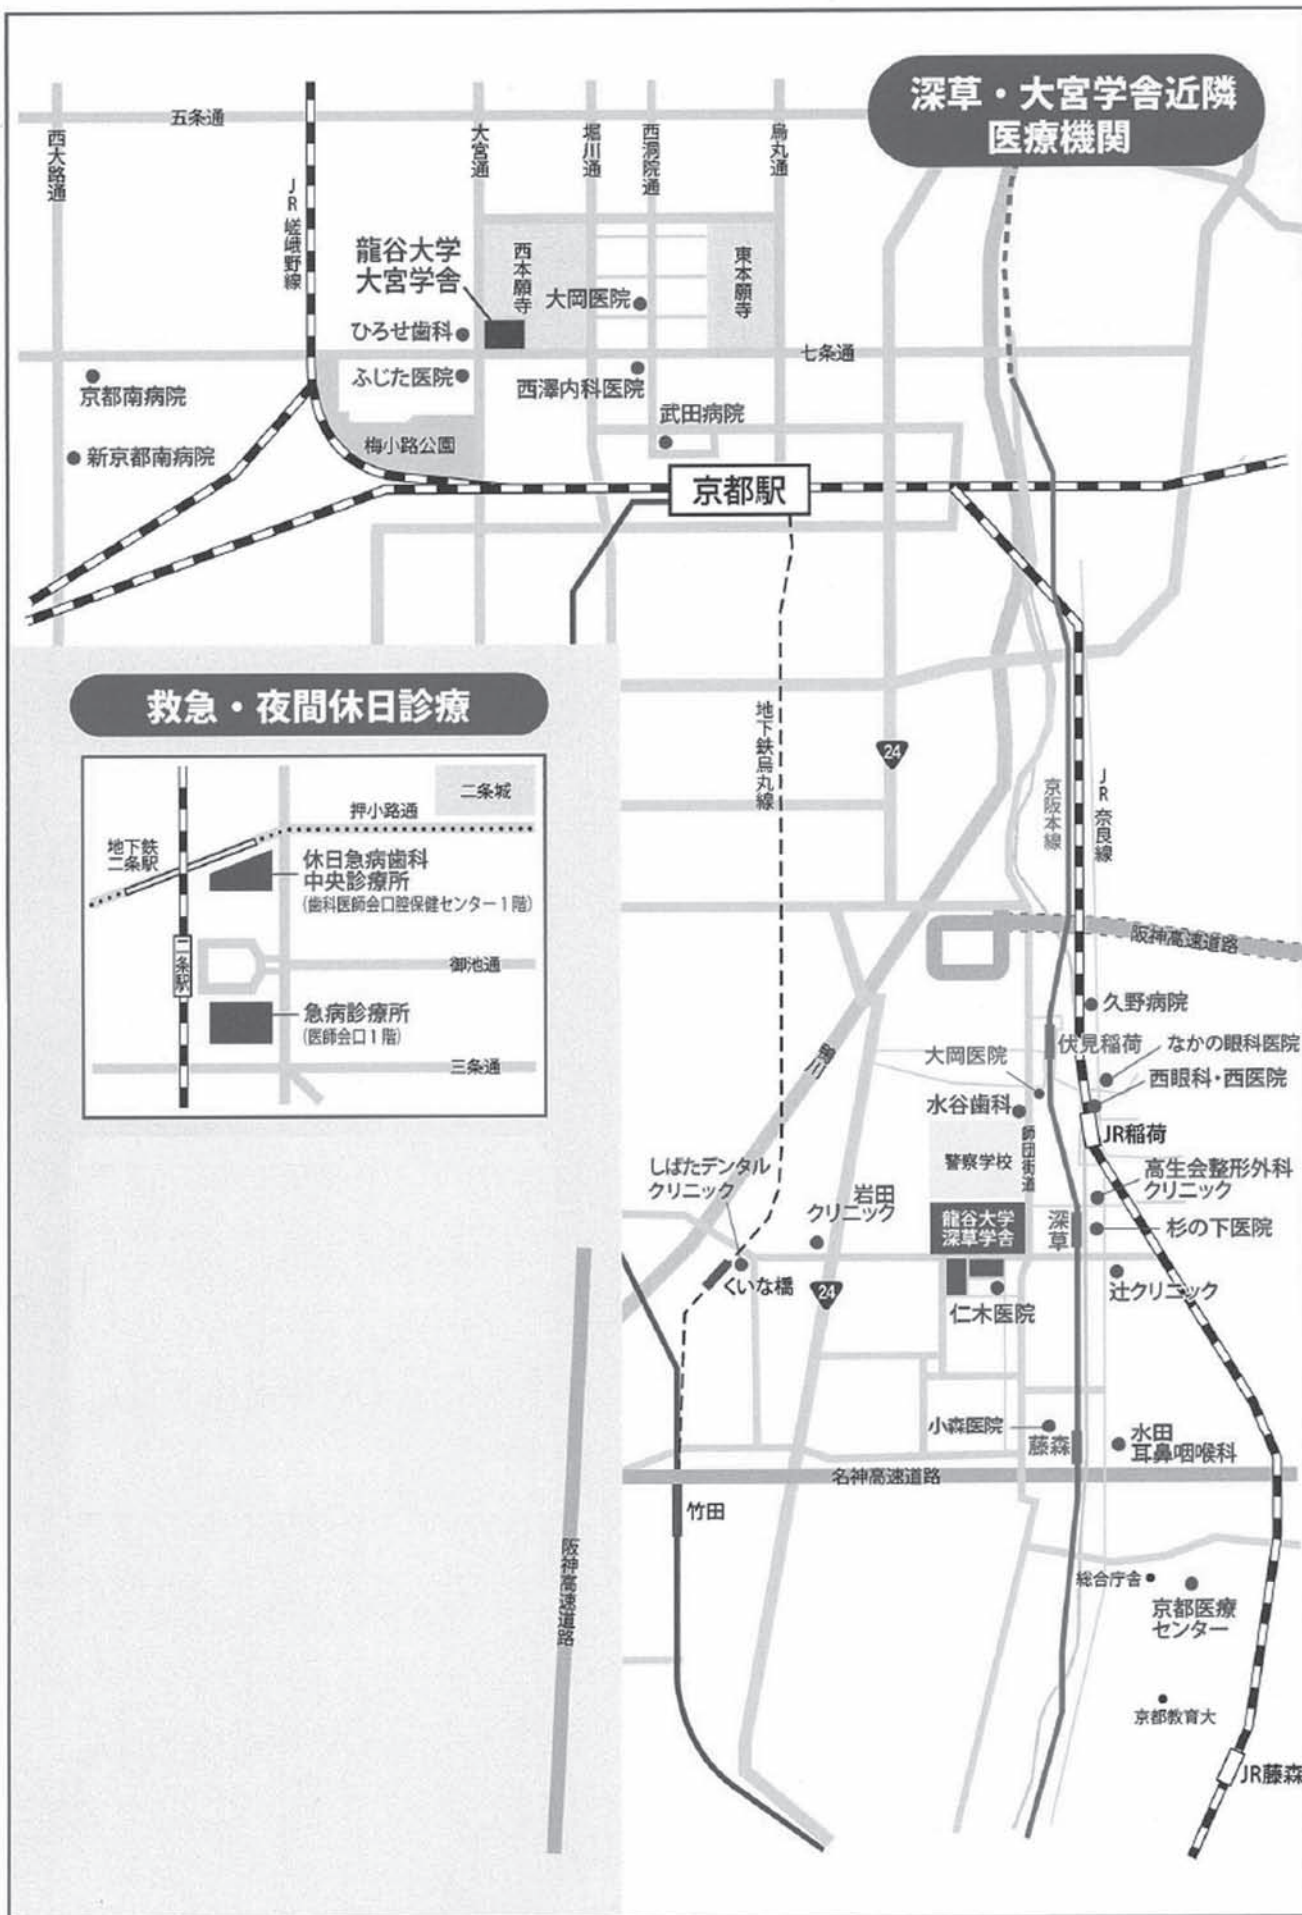 深草・大宮学舎近隣
医療機関
五条通
西大路通
JR嵯峨野線
大宮通
堀川通
西洞院通
烏丸通
龍谷大学
大宮学舎
西本願寺
大岡医院
東本願寺
ひろせ歯科
七条通
京都南病院
ふじた医院
西澤内科医院
武田病院
梅小路公園
新京都南病院
京都駅
救急・夜間休日診療
二条城
押小路通
地下鉄
二条駅
休日急病歯科
中央診療所
(歯科医師会口腔保健センター1階)
二条駅
御池通
急病診療所
(医師会口1階)
三条通
地下鉄烏丸線
24
京阪本線
JR奈良線
阪神高速道路
久野病院
鴨川
大岡医院
伏見稲荷
なかの眼科医院
西眼科・西医院
水谷歯科
JR稲荷
師団街道
警察学校
しばたデンタル
クリニック
岩田
クリニック
高生会整形外科
クリニック
龍谷大学
深草学舎
深草
杉の下医院
くいな橋
24
仁木医院
辻クリニック
小森医院
藤森
水田
耳鼻咽喉科
名神高速道路
竹田
阪神高速道路
総合庁舎
京都医療
センター
京都教育大
JR藤森